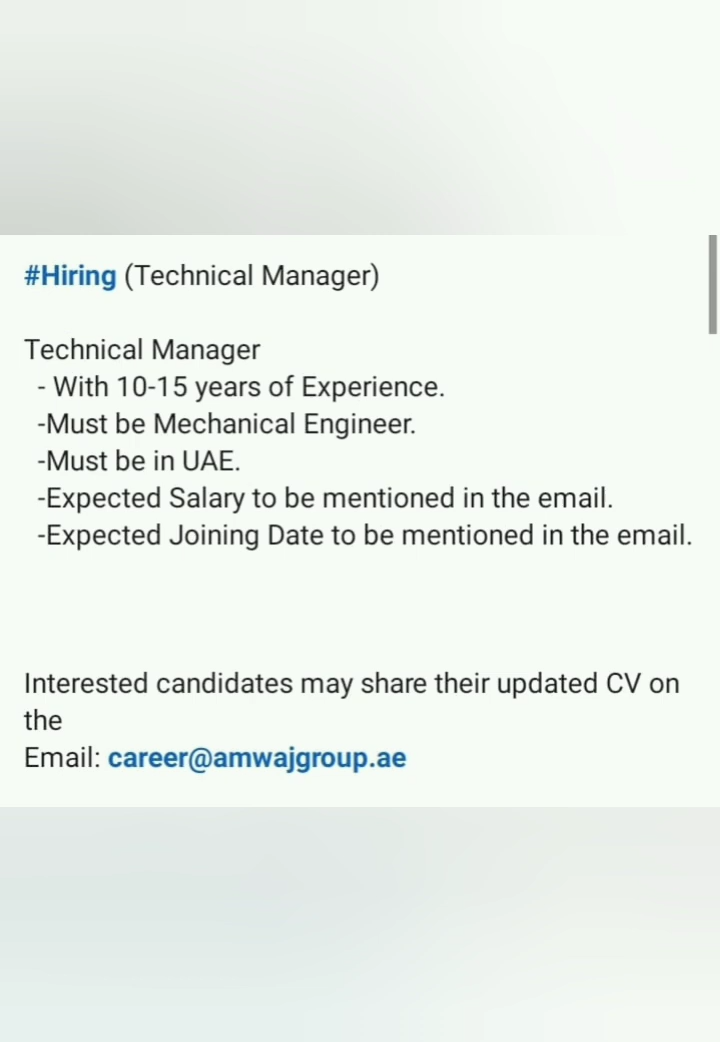 #Hiring (Technical Manager)
Technical Manager
- With 10-15 years of Experience.
-Must be Mechanical Engineer.
-Must be in UAE.
-Expected Salary to be mentioned in the email.
-Expected Joining Date to be mentioned in the email.
Interested candidates may share their updated CV on
the
Email: career@amwajgroup.ae